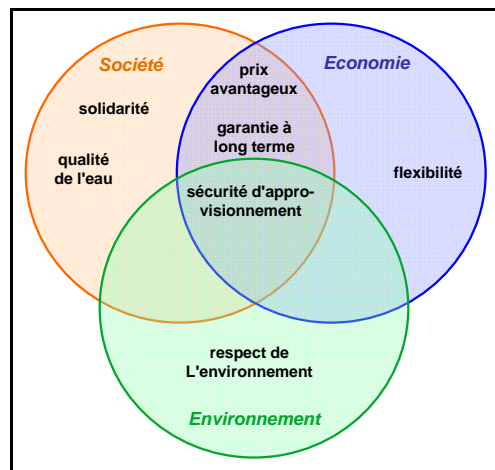 Société
Economie
prix
avantageux
solidarité
garantie à
long terme
qualité
de l'eau
flexibilité
sécurité d'appro-
visionnement
respect de
L'environnement
Environnement